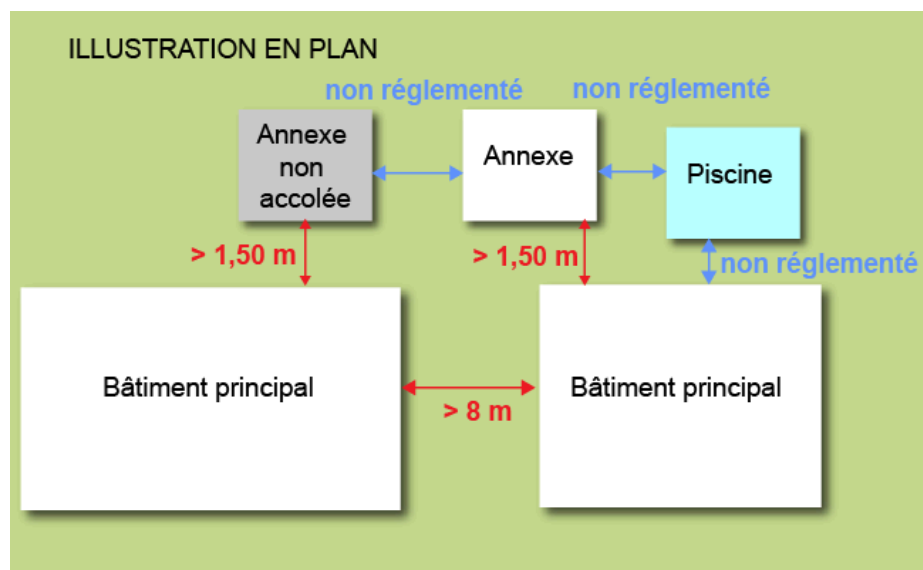 ILLUSTRATION EN PLAN
non réglementé
non réglementé
Annexe
non
accolée
Annexe
Piscine
> 1,50 m
> 1,50 m
non réglementé
Bâtiment principal
> 8 m
Bâtiment principal